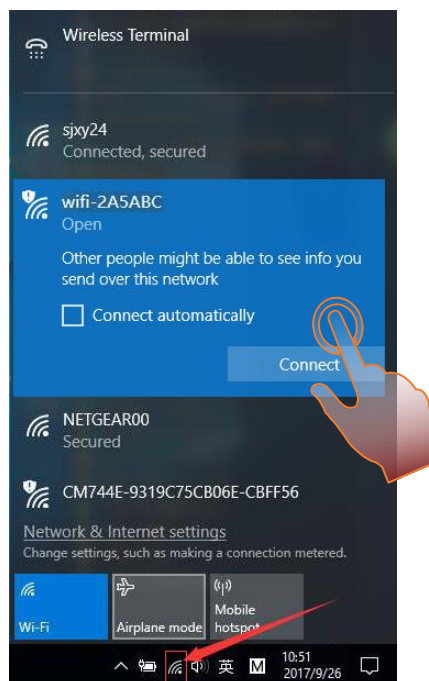 Wireless Terminal
sjxy24
Connected, secured
wifi-2A5ABC
Open
Other people might be able to see info you
send over this network
Connect automatically
Connect
NETGEAR00
Secured
CM744E-9319C75CB06E-CBFF56
Network & Internet settings
Change settings, such as making a connection metered.
Wi-Fi
Airplane mode
Mobile
hotspot
英 M 10:51
2017/9/26